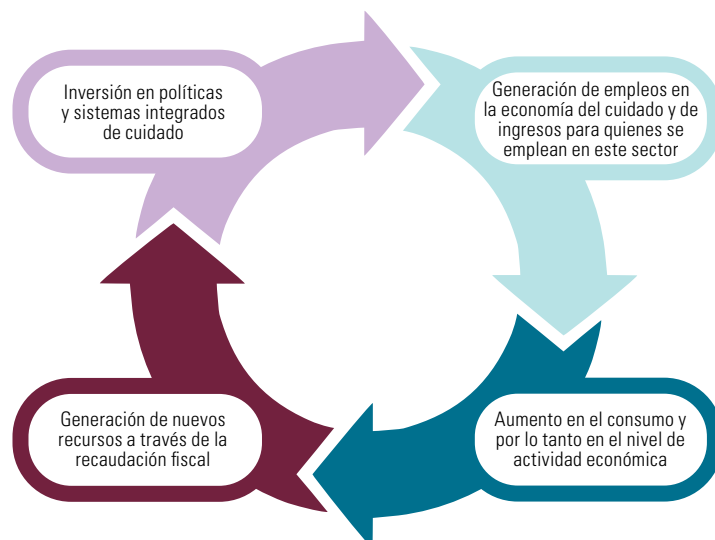 Inversión en políticas
y sistemas integrados
de cuidado
Generación de empleos en
la economía del cuidado y de
ingresos para quienes se
emplean en este sector
Aumento en el consumo y
por lo tanto en el nivel de
actividad económica
Generación de nuevos
recursos a través de la
recaudación fiscal